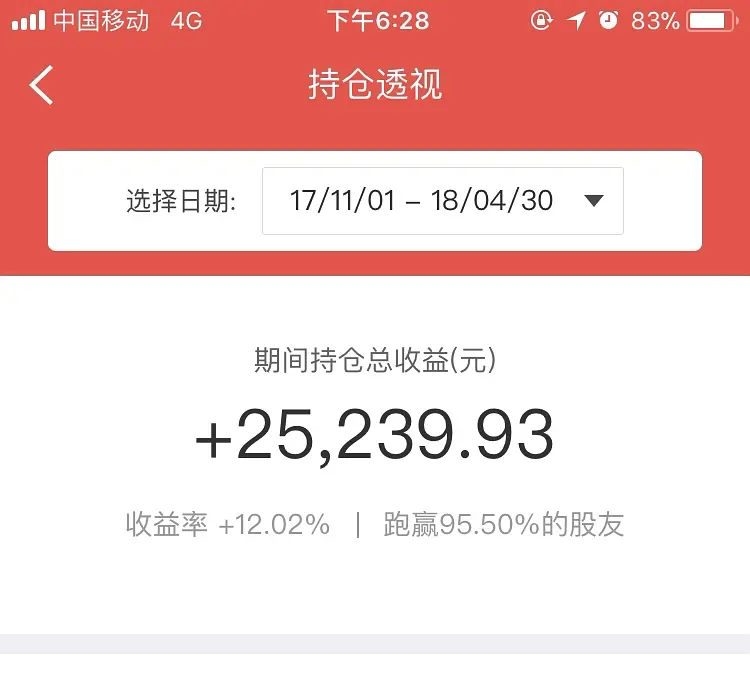 中国移动 4G 下午6:28 83%
持仓透视
选择日期: 17/11/01 – 18/04/30
期间持仓总收益(元)
+25,239.93
收益率 +12.02% | 跑赢95.50%的股友